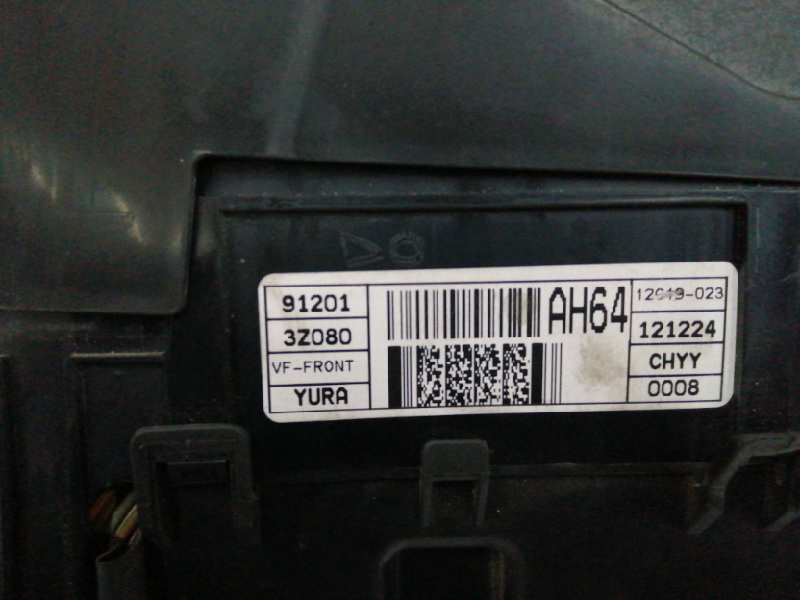 91201
3Z080
VF-FRONT
YURA
AH64
121224
CHYY
0008